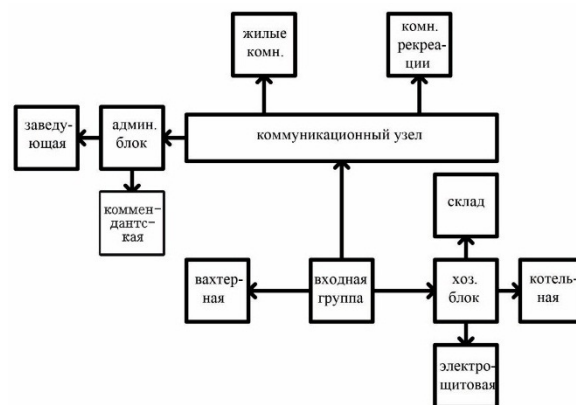 жилые
комн.
комн.
рекреа-
ции
заведу-
ющая
админ.
блок
коммуникационный узел
коммен-
дантс-
кая
склад
вахтер-
ная
входная
группа
хоз.
блок
котель-
ная
электро-
щитовая